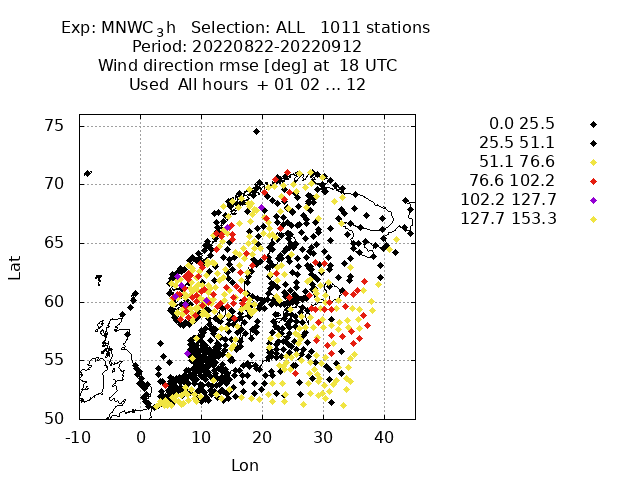 Exp: MNWC_3h   Selection: ALL   1011 stations
Period: 20220822-20220912
Wind direction rmse [deg] at  18 UTC
Used  All hours  + 01 02 ... 12
0.0 25.5
25.5 51.1
51.1 76.6
76.6 102.2
102.2 127.7
127.7 153.3
75
70
65
60
55
50
Lat
-10 0 10 20 30 40
Lon